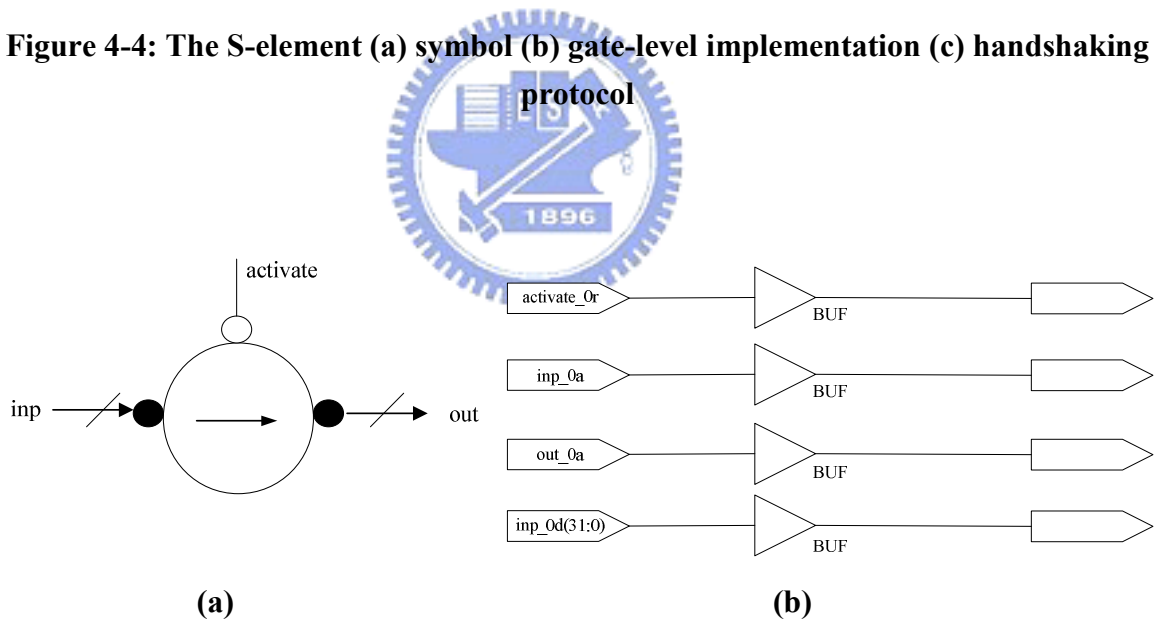 Figure 4-4: The S-element (a) symbol (b) gate-level implementation (c) handshaking
protocol
E S
1896
activate
inp
out
activate_0r
BUF
inp_0a
BUF
out_0a
BUF
inp_0d(31:0)
BUF
(a)
(b)